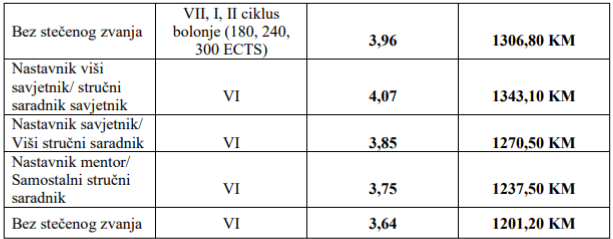 Bez stečenog zvanja
VII, I, II ciklus
bolonje (180, 240,
300 ECTS)
3,96
1306,80 KM
Nastavnik viši
savjetnik/ stručni
saradnik savjetnik
VI
4,07
1343,10 KM
Nastavnik savjetnik/
Viši stručni saradnik
VI
3,85
1270,50 KM
Nastavnik mentor/
Samostalni stručni
saradnik
VI
3,75
1237,50 KM
Bez stečenog zvanja
VI
3,64
1201,20 KM